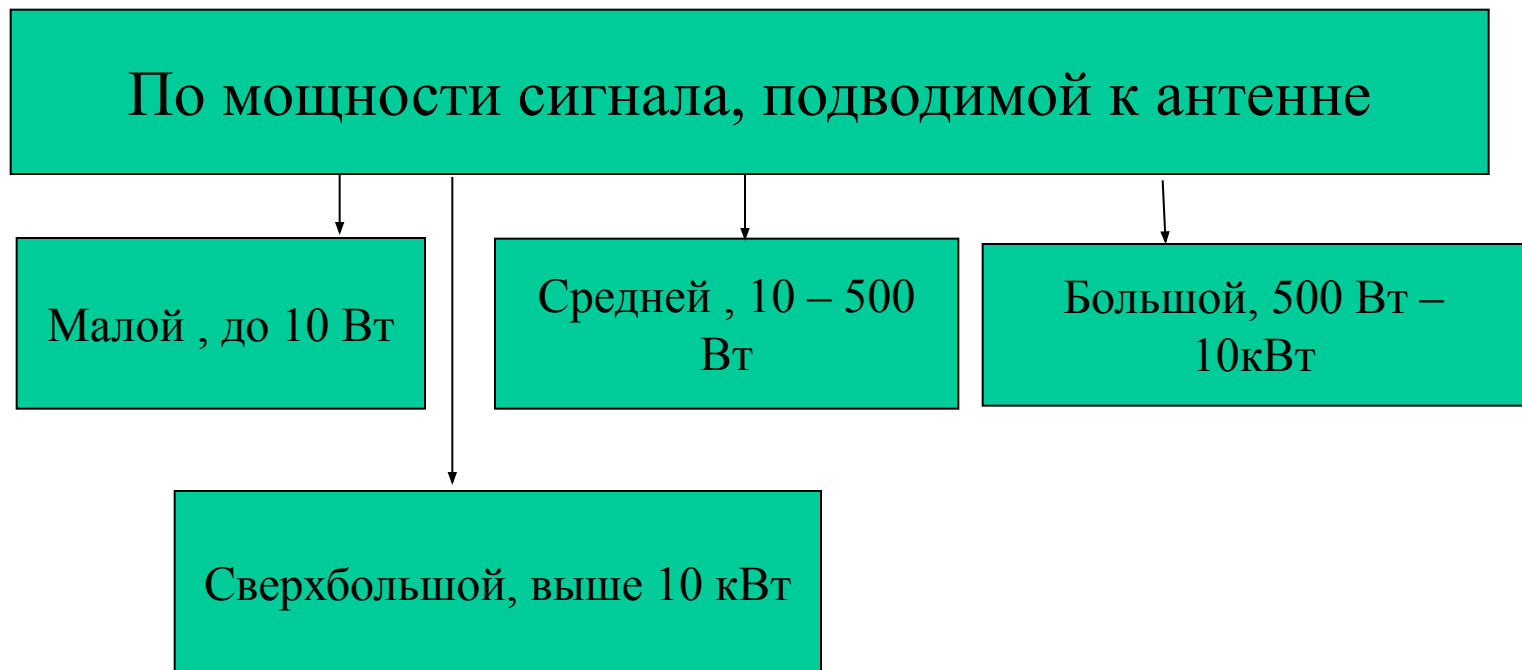 По мощности сигнала, подводимой к антенне
Малой , до 10 Вт
Средней , 10 – 500
Вт
Большой, 500 Вт –
10кВт
Сверхбольшой, выше 10 кВт